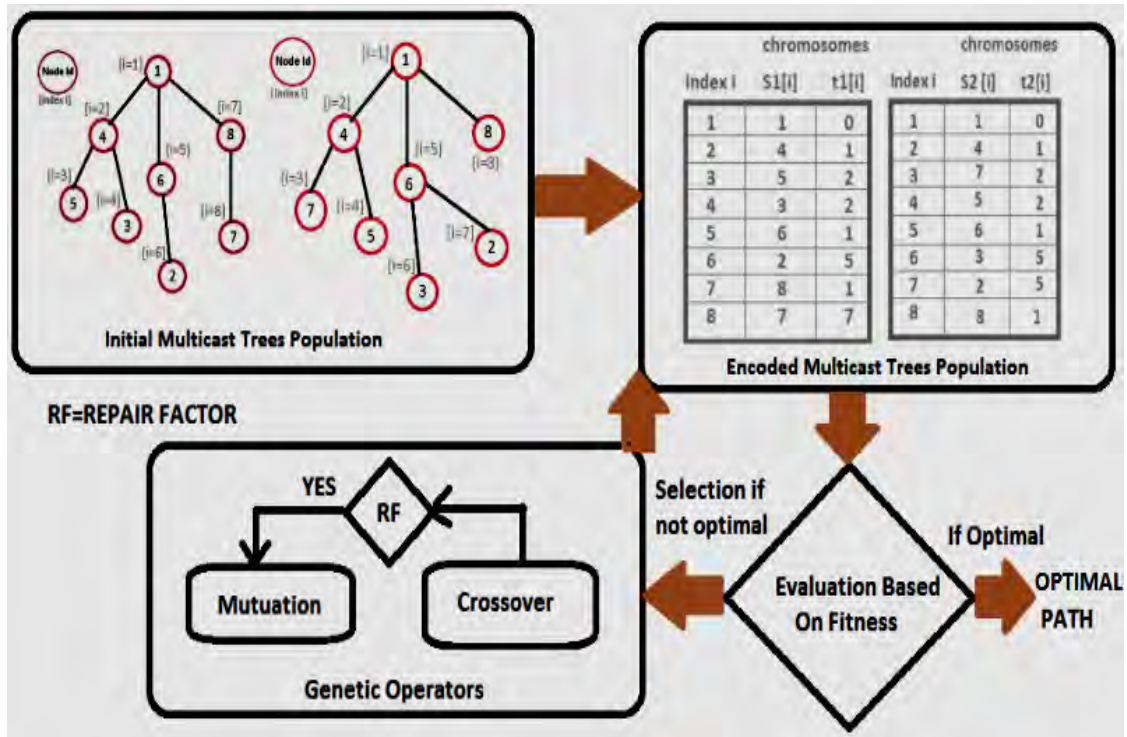 Node Id
[index i]
[i=1]
1
[i=2]
4
[i=7]
8
[i=3]
5
[i=4]
3
[i=5)
6
[i=6]
2
[i=8]
7
Node Id
[index i]
[i=1]
1
[i=2]
4
8
[i=3)
[i=3]
7
[i=4]
5
[i=5]
6
[i=7]
2
[i=6]
3
Initial Multicast Trees Population
chromosomes chromosomes
Index i S1[i] t1[i] Index i S2 [i] t2[i]
1 1 0 1 1 0
2 4 1 2 4 1
3 5 2 3 7 2
4 3 2 4 5 2
5 6 1 5 6 1
6 2 5 6 3 5
7 8 1 7 2 5
8 7 7 8 8 1
Encoded Multicast Trees Population
RF=REPAIR FACTOR
YES
RF
Mutuation
Crossover
Genetic Operators
Selection if
not optimal
Evaluation Based
On Fitness
If Optimal
OPTIMAL
PATH